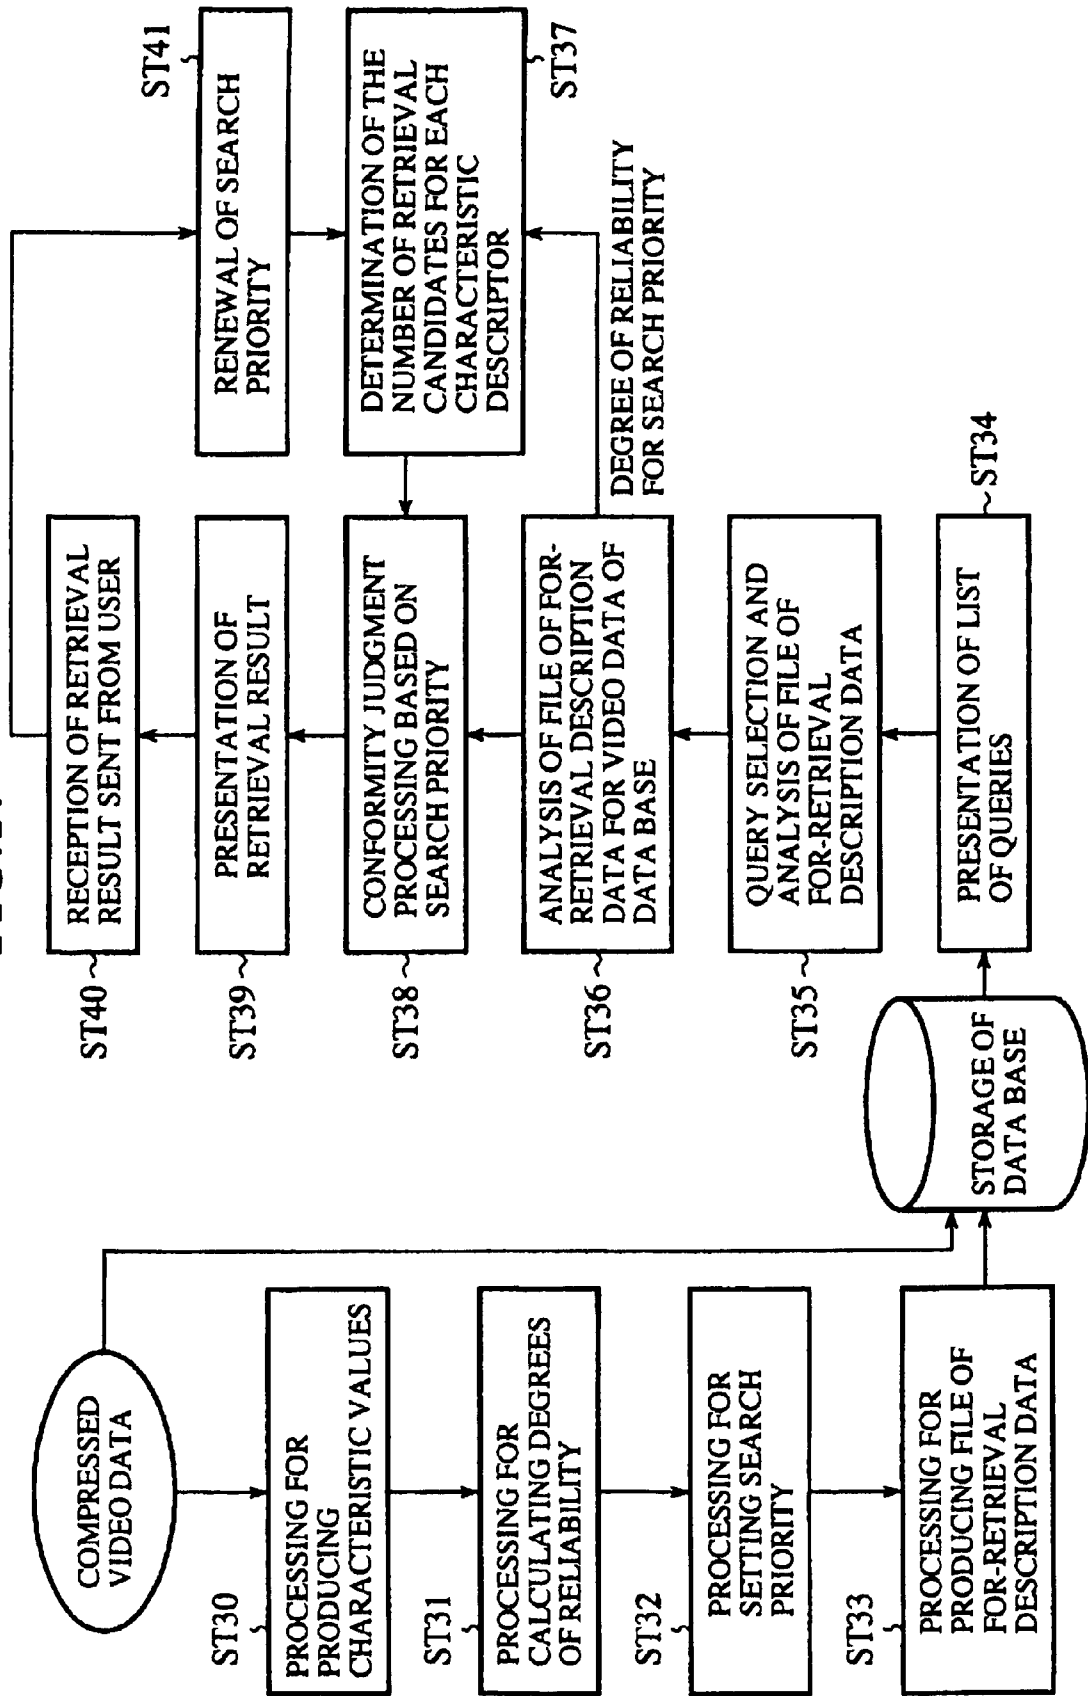 COMPRESSED
VIDEO DATA
ST30
PROCESSING FOR
PRODUCING
CHARACTERISTIC VALUES
ST31
PROCESSING FOR
CALCULATING DEGREES
OF RELIABILITY
ST32
PROCESSING FOR
SETTING SEARCH
PRIORITY
ST33
PROCESSING FOR
PRODUCING FILE OF
FOR-RETRIEVAL
DESCRIPTION DATA
STORAGE OF
DATA BASE
ST34
PRESENTATION OF LIST
OF QUERIES
ST35
QUERY SELECTION AND
ANALYSIS OF FILE OF
FOR-RETRIEVAL
DESCRIPTION DATA
ST36
ANALYSIS OF FILE OF FOR-
RETRIEVAL DESCRIPTION
DATA FOR VIDEO DATA OF
DATA BASE
DEGREE OF RELIABILITY
FOR SEARCH PRIORITY
ST37
DETERMINATION OF THE
NUMBER OF RETRIEVAL
CANDIDATES FOR EACH
CHARACTERISTIC
DESCRIPTOR
ST38
CONFORMITY JUDGMENT
PROCESSING BASED ON
SEARCH PRIORITY
ST39
PRESENTATION OF
RETRIEVAL RESULT
ST40
RECEPTION OF RETRIEVAL
RESULT SENT FROM USER
ST41
RENEWAL OF SEARCH
PRIORITY